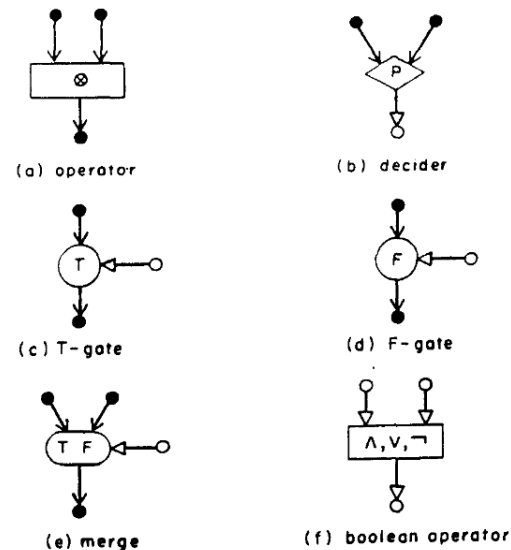 ⊗
P
(a) operator
(b) decider
T
F
(c) T-gate
(d) F-gate
T F
∧,∨,¬
(e) merge
(f) boolean operator